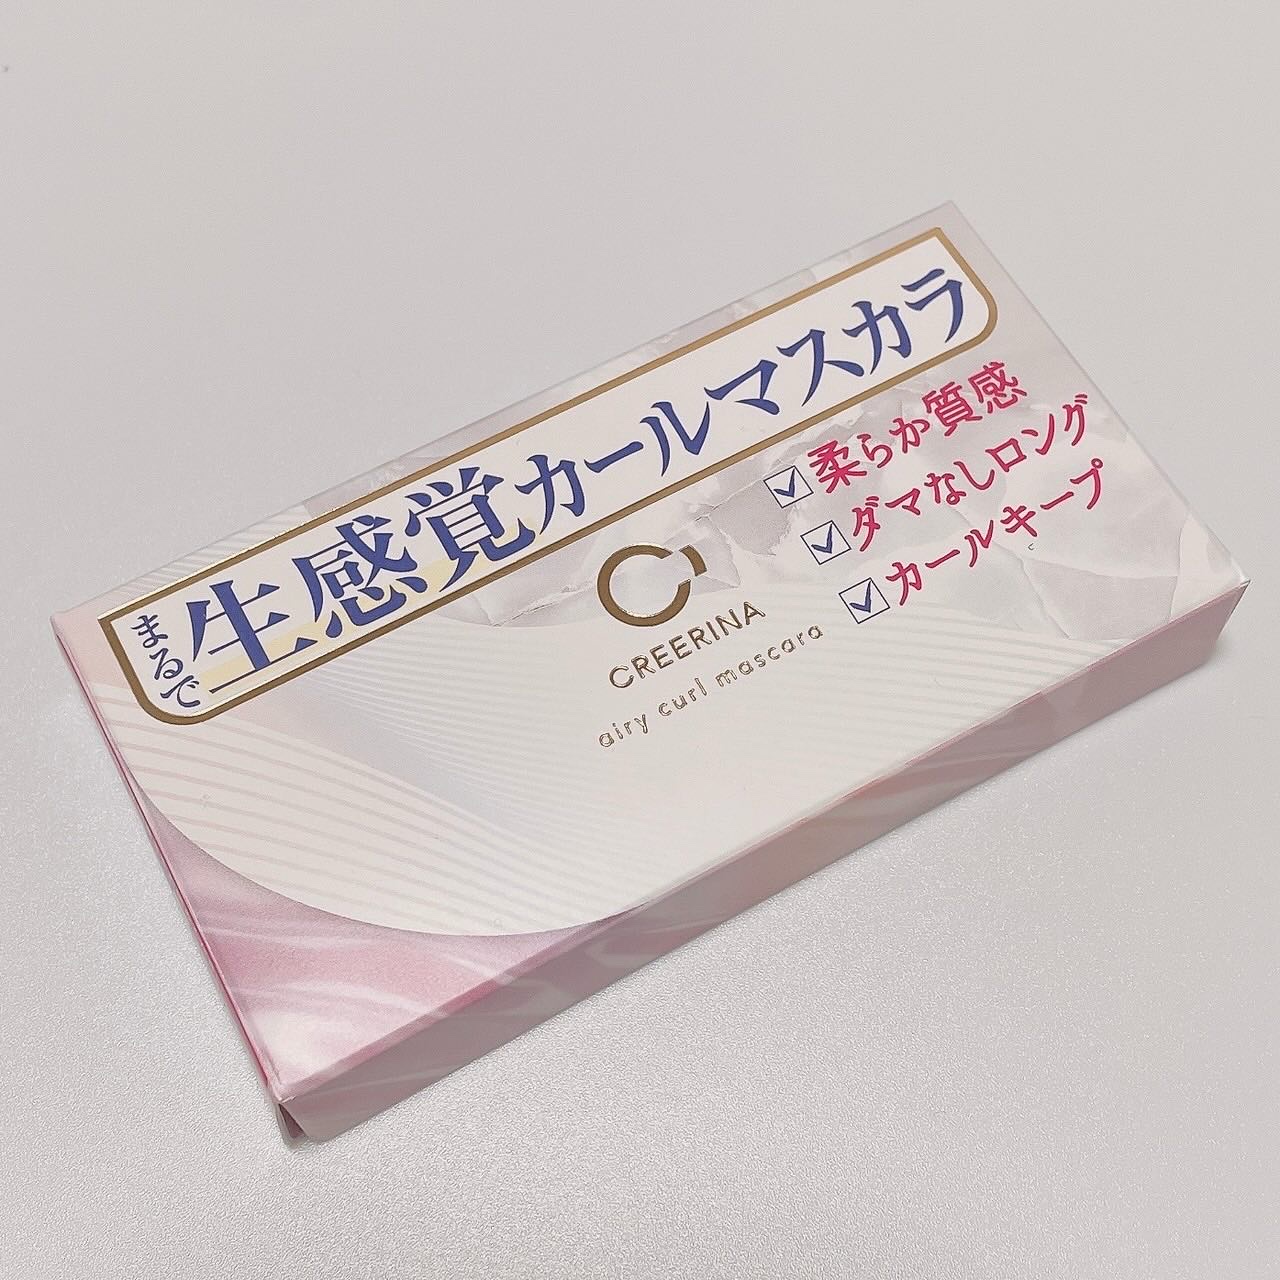 まるで
生感覚カールマスカラ
柔らか質感
ダマなしロング
カールキープ
CREERINA
airy curl mascara